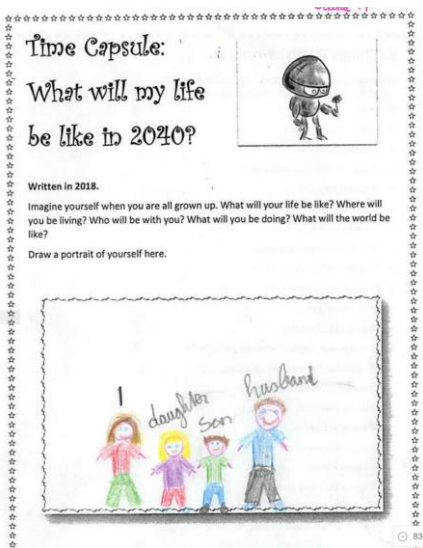 Time Capsule:
What will my life
be like in 2040?
Written in 2018.
Imagine yourself when you are all grown up. What will your life be like? Where will
you be living? Who will be with you? What will you be doing? What will the world be
like?
Draw a portrait of yourself here.
I
daughter
son
husband
83